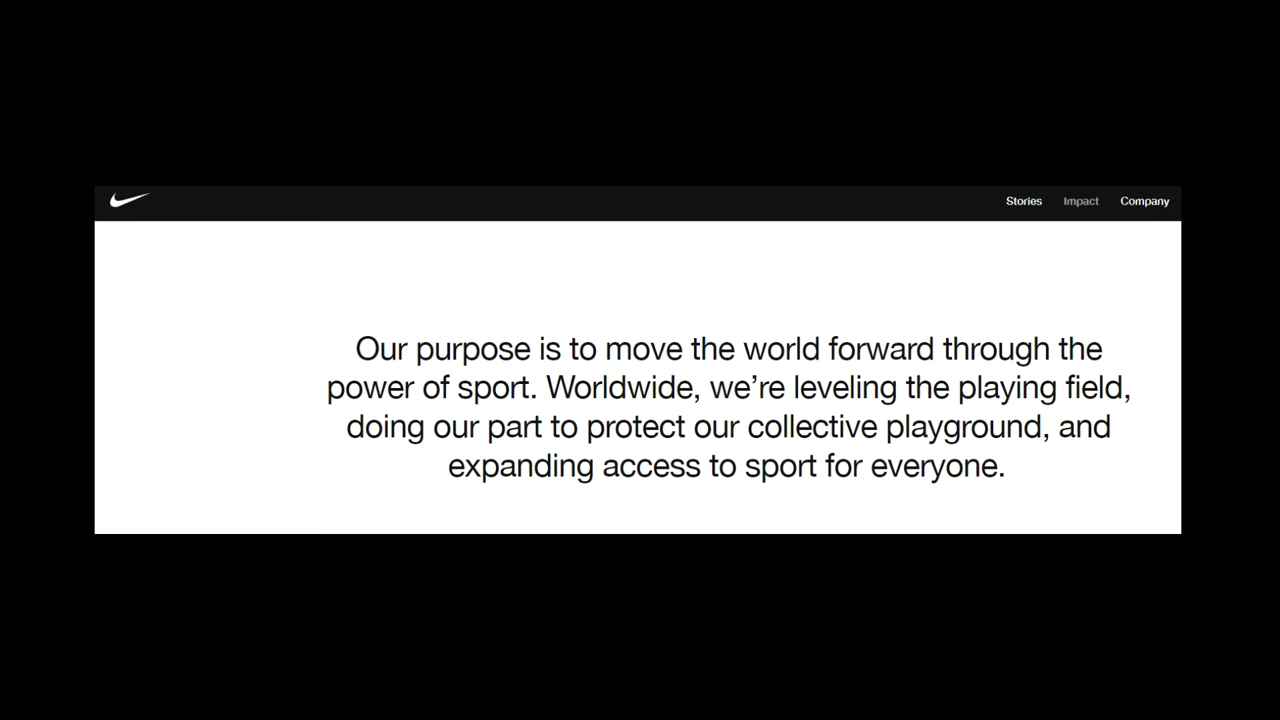 Stories Impact Company
Our purpose is to move the world forward through the
power of sport. Worldwide, we’re leveling the playing field,
doing our part to protect our collective playground, and
expanding access to sport for everyone.